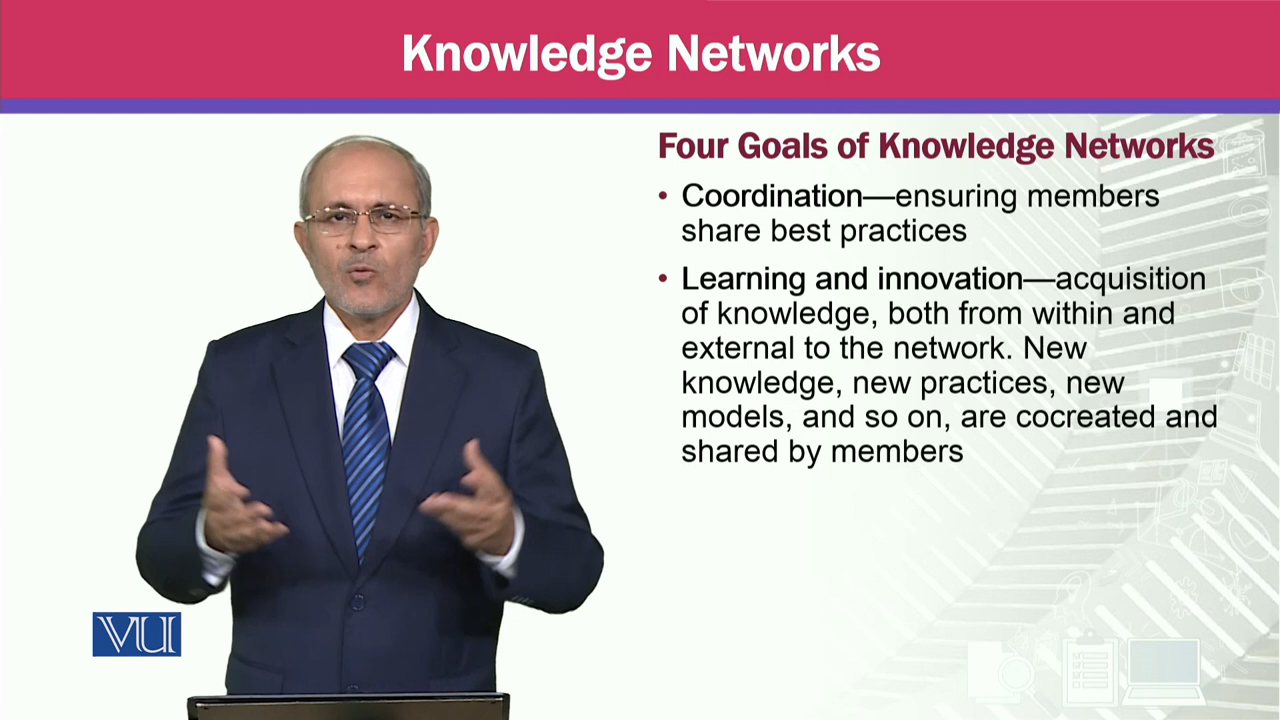 Knowledge Networks
Four Goals of Knowledge Networks
• Coordination—ensuring members
share best practices
• Learning and innovation—acquisition
of knowledge, both from within and
external to the network. New
knowledge, new practices, new
models, and so on, are cocreated and
shared by members
VU